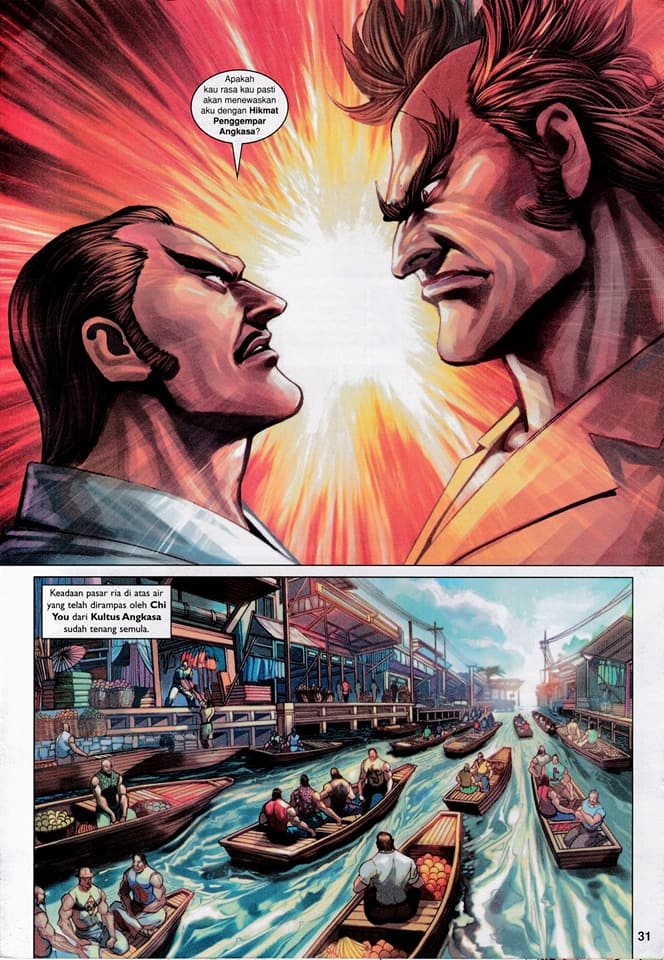 Apakah
kau rasa kau pasti
akan menewaskan
aku dengan Hikmat
Penggempar
Angkasa?
Keadaan pasar ria di atas air
yang telah dirampas oleh Chi
You dari Kultus Angkasa
sudah tenang semula.
31